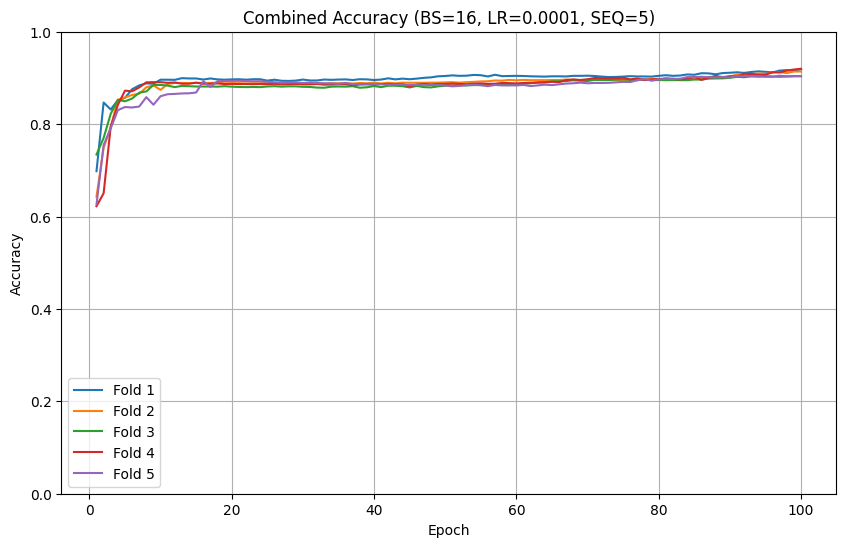 Combined Accuracy (BS=16, LR=0.0001, SEQ=5)
1.0
0.8
0.6
0.4
0.2
0.0
Accuracy
Fold 1
Fold 2
Fold 3
Fold 4
Fold 5
0 20 40 60 80 100
Epoch